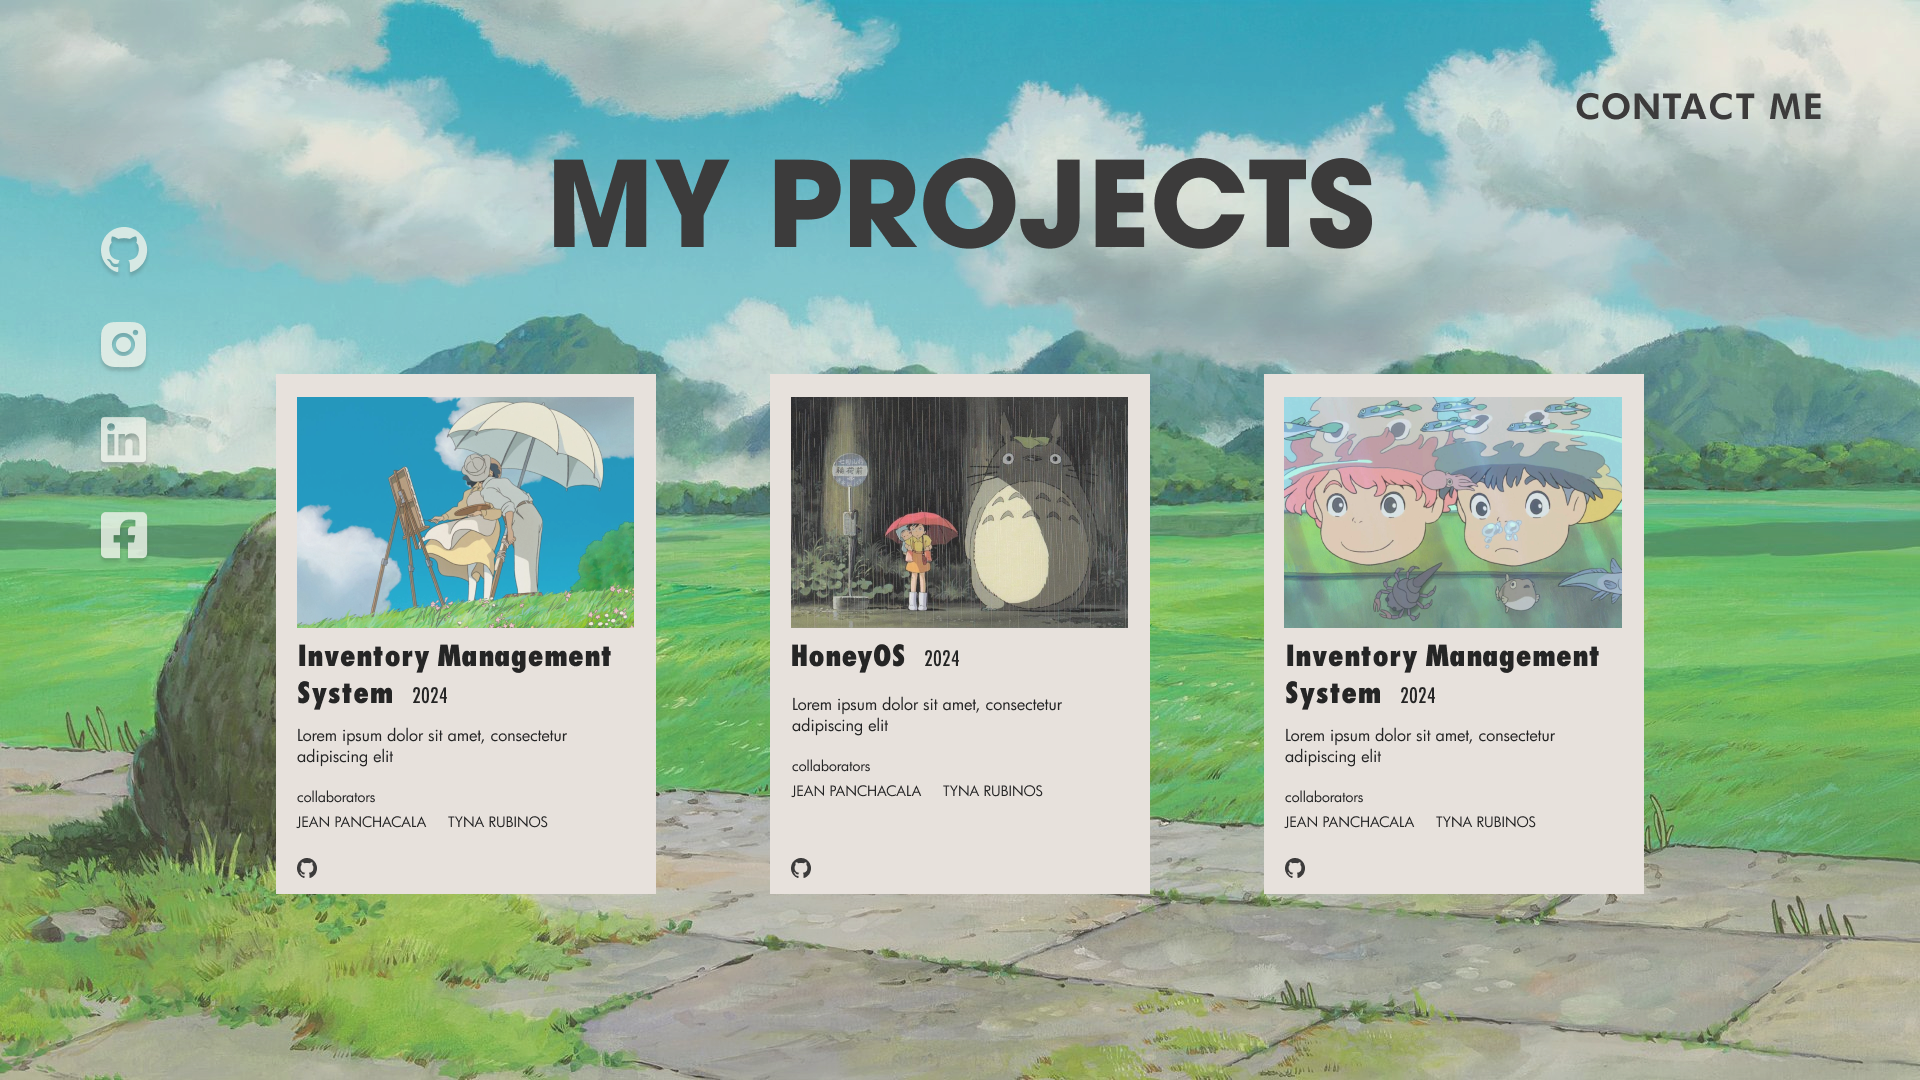 CONTACT ME
MY PROJECTS
Inventory Management
System 2024
Lorem ipsum dolor sit amet, consectetur
adipiscing elit
collaborators
JEAN PANCHACALA TYNA RUBINOS
HoneyOS 2024
Lorem ipsum dolor sit amet, consectetur
adipiscing elit
collaborators
JEAN PANCHACALA TYNA RUBINOS
Inventory Management
System 2024
Lorem ipsum dolor sit amet, consectetur
adipiscing elit
collaborators
JEAN PANCHACALA TYNA RUBINOS